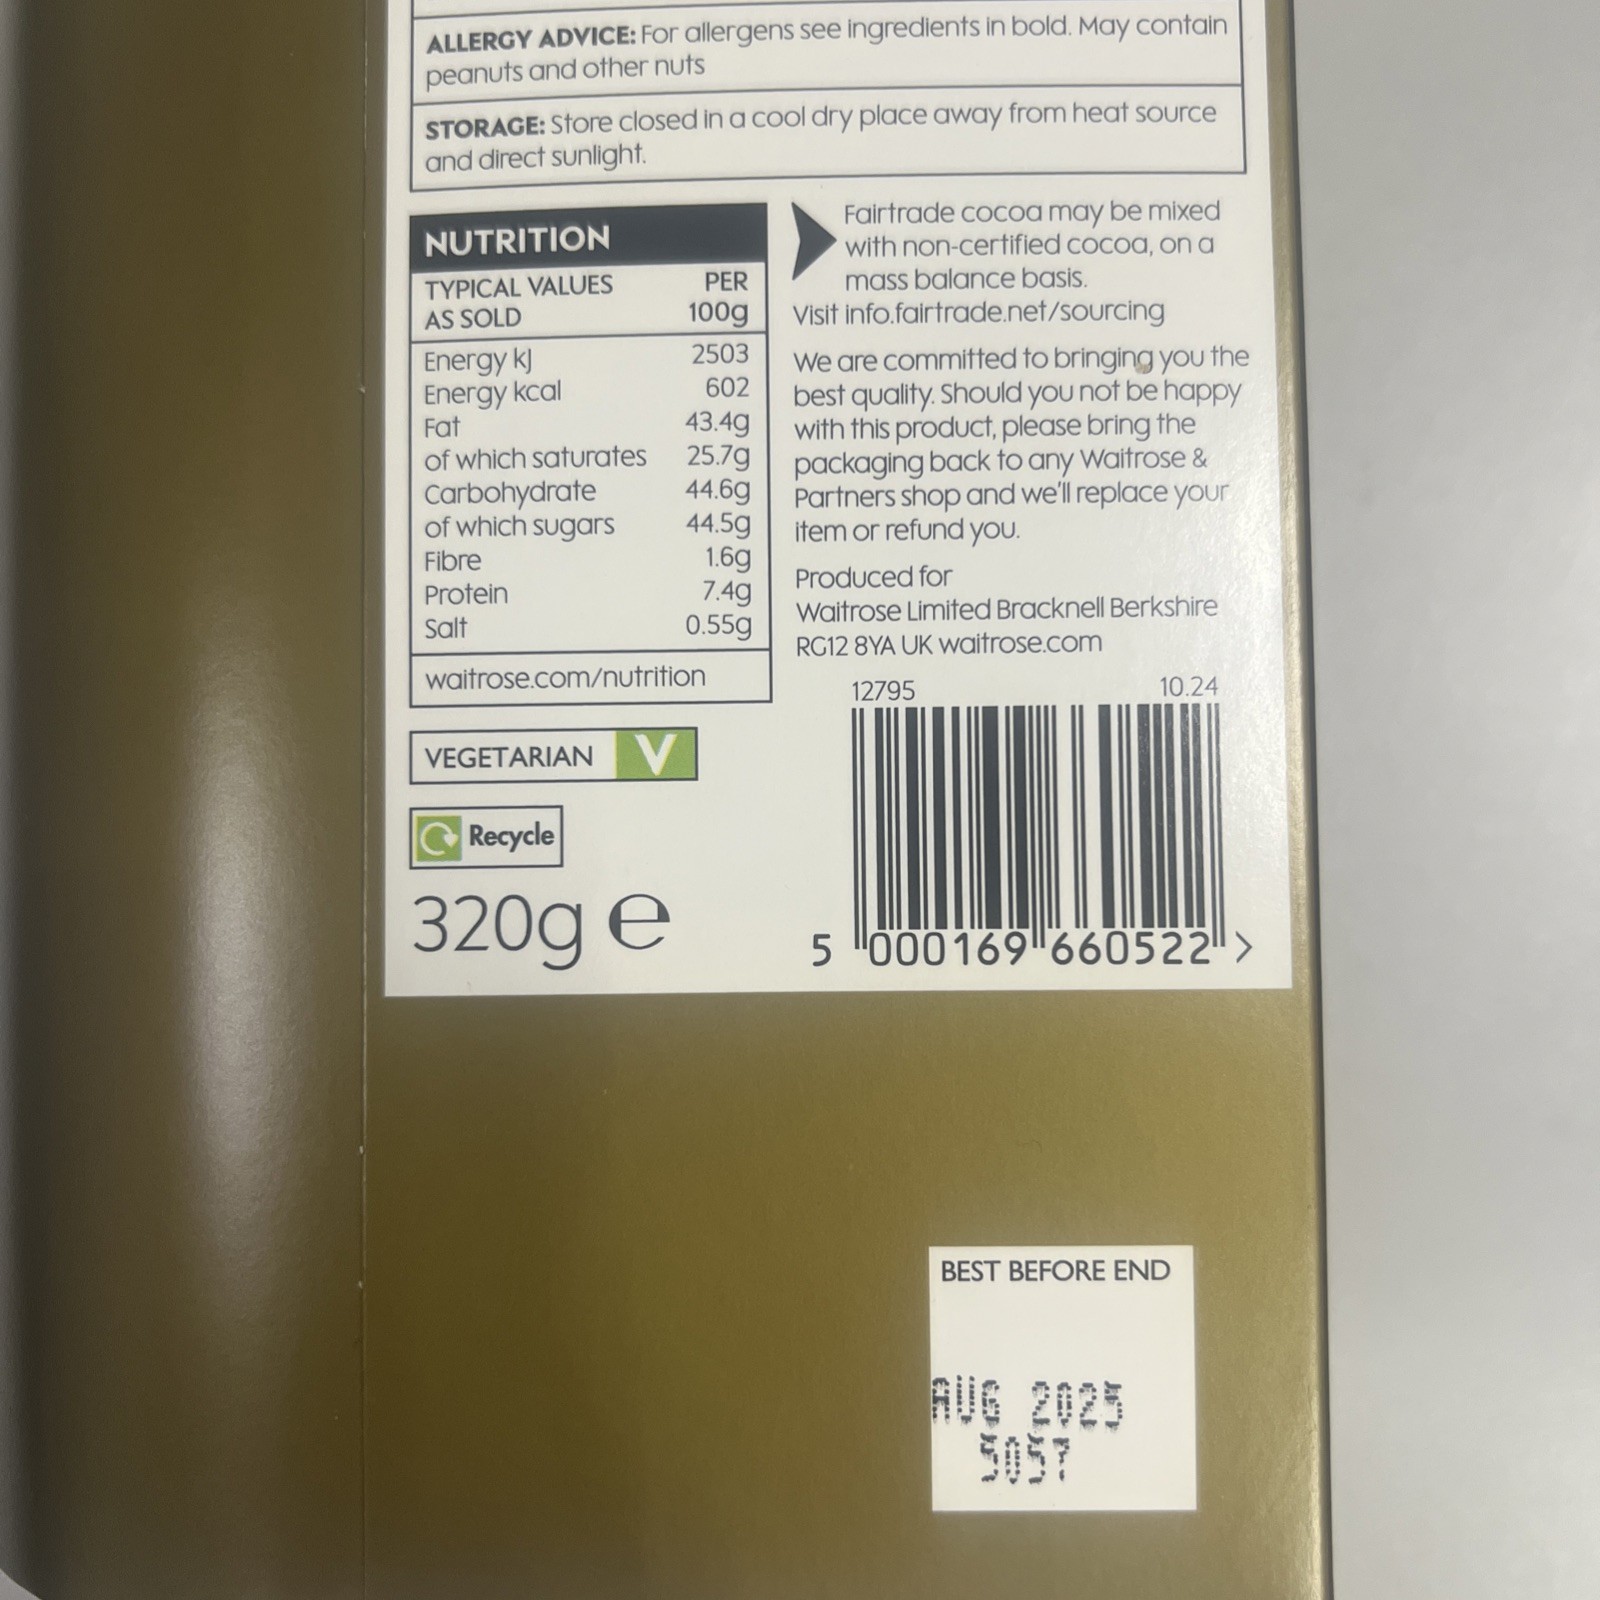 ALLERGY ADVICE: For allergens see ingredients in bold. May contain
peanuts and other nuts
STORAGE: Store closed in a cool dry place away from heat source
and direct sunlight.
NUTRITION
TYPICAL VALUES PER
AS SOLD 100g
Energy kJ 2503
Energy kcal 602
Fat 43.4g
of which saturates 25.7g
Carbohydrate 44.6g
of which sugars 44.5g
Fibre 1.6g
Protein 7.4g
Salt 0.55g
waitrose.com/nutrition
VEGETARIAN V
Recycle
320g e
Fairtrade cocoa may be mixed
with non-certified cocoa, on a
mass balance basis.
Visit info.fairtrade.net/sourcing
We are committed to bringing you the
best quality. Should you not be happy
with this product, please bring the
packaging back to any Waitrose &
Partners shop and we'll replace your
item or refund you.
Produced for
Waitrose Limited Bracknell Berkshire
RG12 8YA UK waitrose.com
12795 10.24
5 000169 660522 >
BEST BEFORE END
AUG 2025
5057